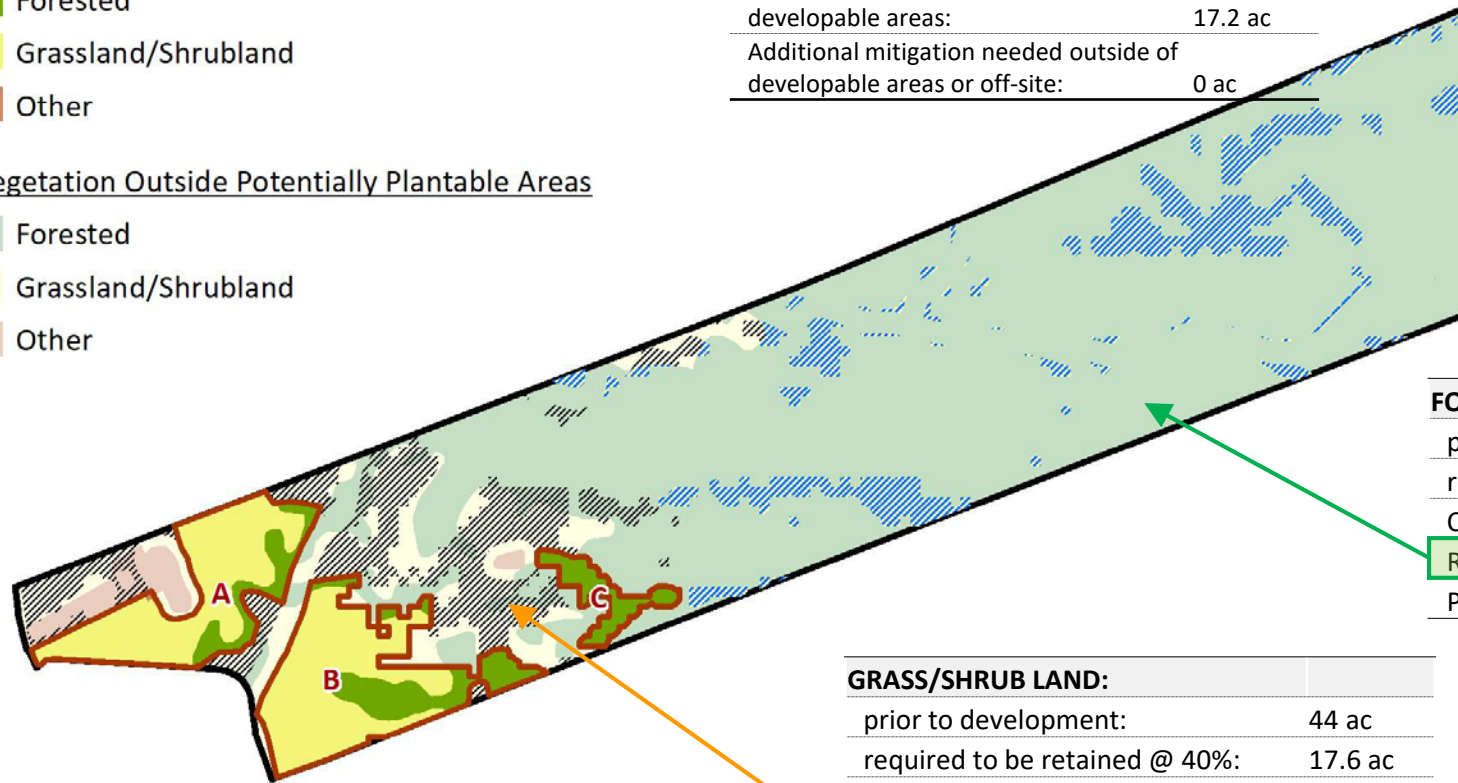 Forested
Grassland/Shrubland
Other
egetation Outside Potentially Plantable Areas
Forested
Grassland/Shrubland
Other
developable areas: 17.2 ac
Additional mitigation needed outside of
developable areas or off-site: 0 ac
A
B
C
FO
p
r
C
R
P
GRASS/SHRUB LAND:
prior to development: 44 ac
required to be retained @ 40%: 17.6 ac